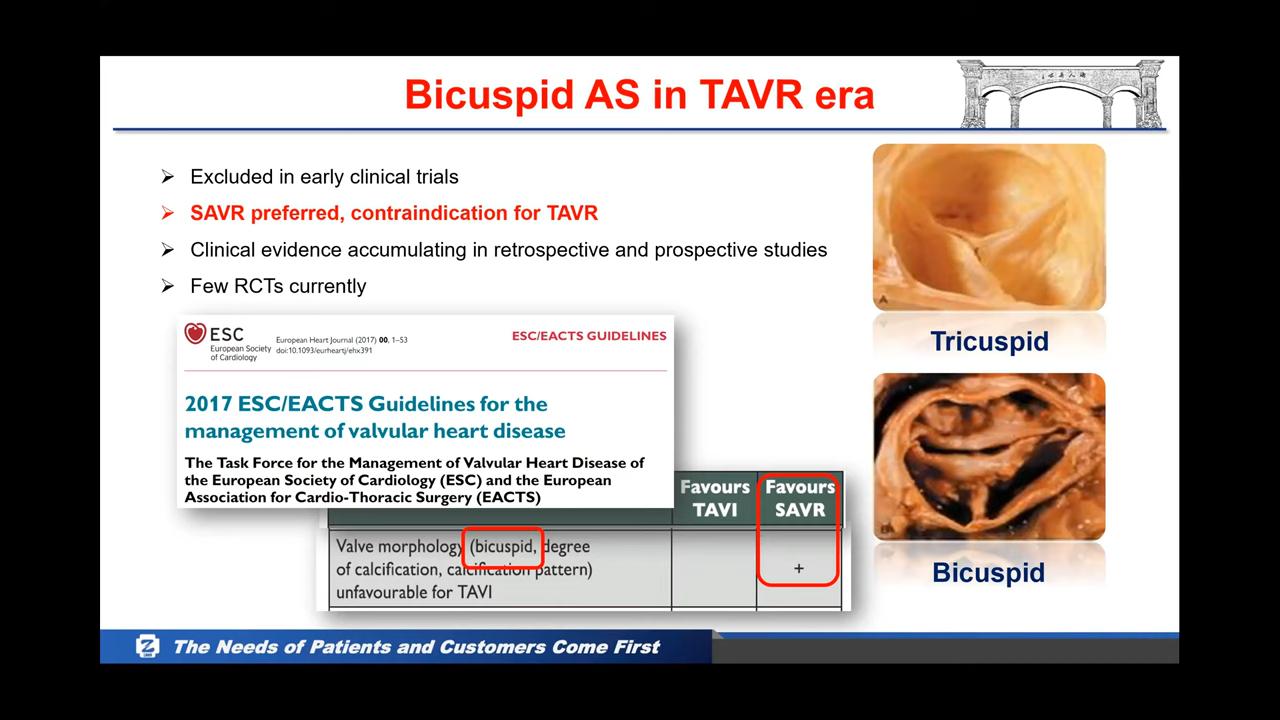 Bicuspid AS in TAVR era
Excluded in early clinical trials
SAVR preferred, contraindication for TAVR
Clinical evidence accumulating in retrospective and prospective studies
Few RCTs currently
ESC
European Society
of Cardiology
European Heart Journal (2017) 00, 1–53
doi:10.1093/eurheartj/ehx391
ESC/EACTS GUIDELINES
2017 ESC/EACTS Guidelines for the
management of valvular heart disease
The Task Force for the Management of Valvular Heart Disease of
the European Society of Cardiology (ESC) and the European
Association for Cardio-Thoracic Surgery (EACTS)
Favours
TAVI
Favours
SAVR
Valve morphology (bicuspid, degree
of calcification, calcification pattern)
unfavourable for TAVI
+
A
Tricuspid
Bicuspid
The Needs of Patients and Customers Come First